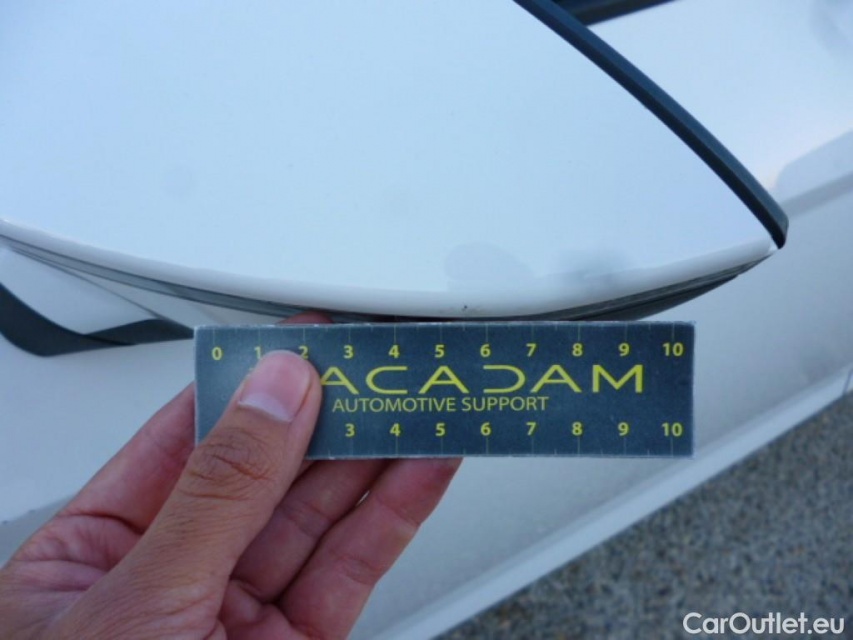 0 1 2 3 4 5 6 7 8 9 10
ACADAM
AUTOMOTIVE SUPPORT
3 4 5 6 7 8 9 10
CarOutlet.eu